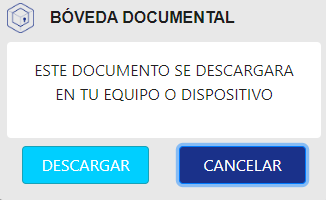 BÓVEDA DOCUMENTAL
ESTE DOCUMENTO SE DESCARGARA
EN TU EQUIPO O DISPOSITIVO
DESCARGAR
CANCELAR